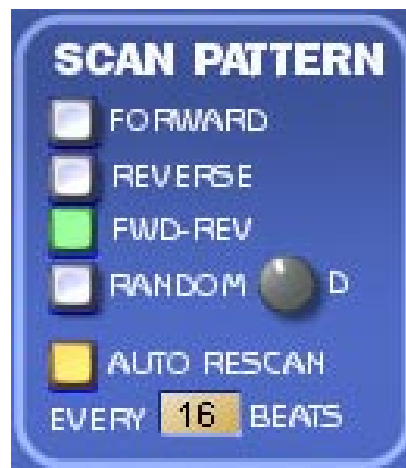 SCAN PATTERN
FORWARD
REVERSE
FWD-REV
RANDOM D
AUTO RESCAN
EVERY 16 BEATS